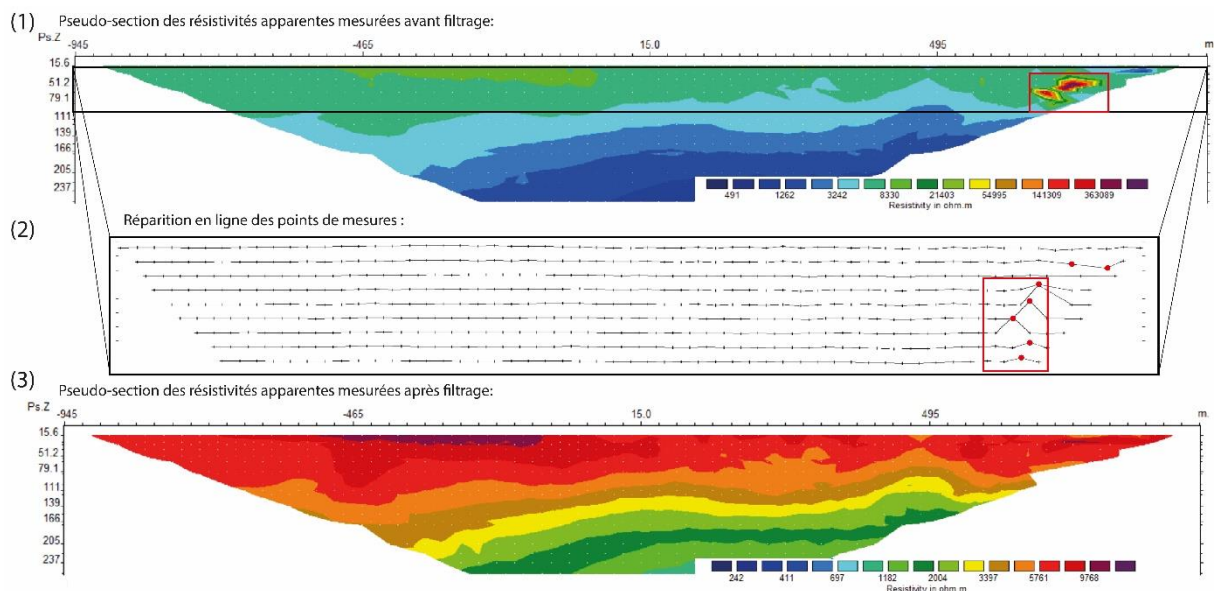 (1) Pseudo-section des résistivités apparentes mesurées avant filtrage:
Ps.Z
-945 -465 15.0 495 m
15.6
51.2
79.1
111
139
166
205
237
491 1262 3242 8330 21403 54995 141309 363089
Resistivity in ohm.m
(2) Réparition en ligne des points de mesures :
(3) Pseudo-section des résistivités apparentes mesurées après filtrage:
Ps.Z
-945 -465 15.0 495 m.
15.6
51.2
79.1
111
139
166
205
237
242 411 697 1182 2004 3397 5761 9768
Resistivity in ohm.m